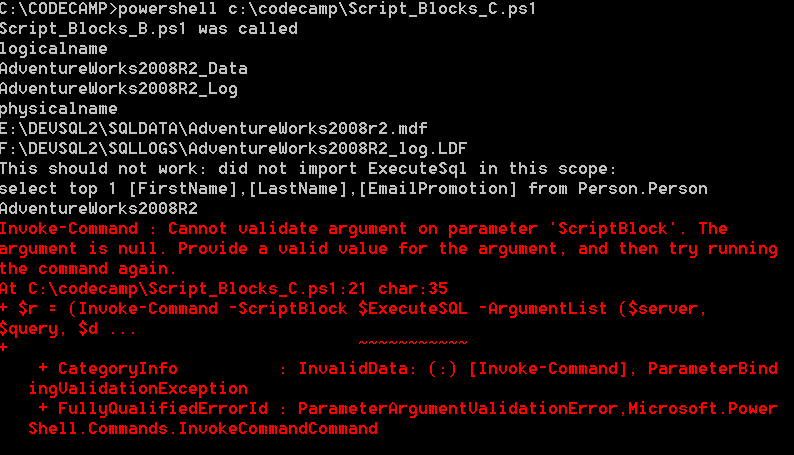 C:\CODECAMP>powershell c:\codecamp\Script_Blocks_C.ps1
Script_Blocks_B.ps1 was called
logicalname
AdventureWorks2008R2_Data
AdventureWorks2008R2_Log
physicalname
E:\DEVSQL2\SQLDATA\AdventureWorks2008r2.mdf
F:\DEVSQL2\SQLLOGS\AdventureWorks2008R2_log.LDF
This should not work: did not import ExecuteSql in this scope:
select top 1 [FirstName],[LastName],[EmailPromotion] from Person.Person
AdventureWorks2008R2
Invoke-Command : Cannot validate argument on parameter 'ScriptBlock'. The
argument is null. Provide a valid value for the argument, and then try running
the command again.
At C:\codecamp\Script_Blocks_C.ps1:21 char:35
+ $r = (Invoke-Command -ScriptBlock $ExecuteSQL -ArgumentList ($server,
$query, $d ...
+                                   ~~~~~~~~~~~
    + CategoryInfo          : InvalidData: (:) [Invoke-Command], ParameterBind
   ingValidationException
    + FullyQualifiedErrorId : ParameterArgumentValidationError,Microsoft.Power
   Shell.Commands.InvokeCommandCommand